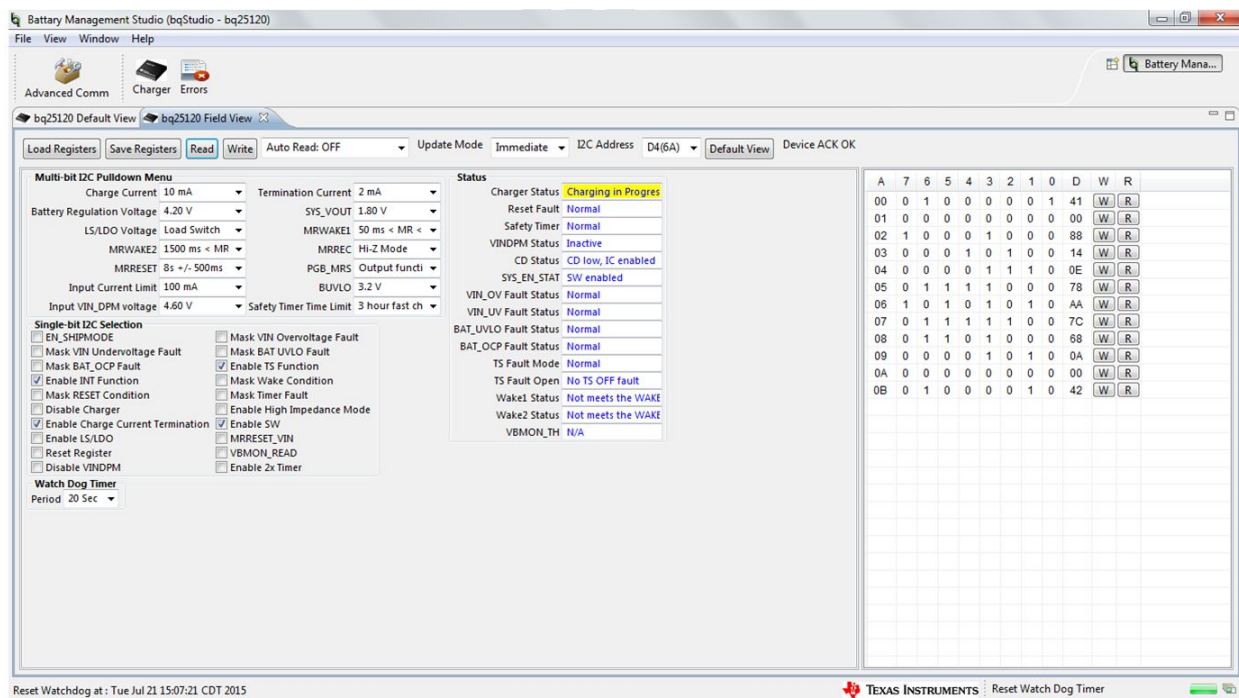 Battary Management Studio (bqStudio - bq25120)
File View Window Help
Advanced Comm Charger Errors Battery Mana...
bq25120 Default View bq25120 Field View
Load Registers Save Registers Read Write Auto Read: OFF Update Mode Immediate I2C Address D4(6A) Default View Device ACK OK
Multi-bit I2C Pulldown Menu
Charge Current 10 mA Termination Current 2 mA
Battery Regulation Voltage 4.20 V SYS_VOUT 1.80 V
LS/LDO Voltage Load Switch MRWAKE1 50 ms < MR <
MRWAKE2 1500 ms < MR MRREC Hi-Z Mode
MRRESET 8s +/- 500ms PGB_MRS Output functi
Input Current Limit 100 mA BUVLO 3.2 V
Input VIN_DPM voltage 4.60 V Safety Timer Time Limit 3 hour fast ch
Single-bit I2C Selection
EN_SHIPMODE Mask VIN Overvoltage Fault
Mask VIN Undervoltage Fault Mask BAT UVLO Fault
Mask BAT_OCP Fault Enable TS Function
Enable INT Function Mask Wake Condition
Mask RESET Condition Mask Timer Fault
Disable Charger Enable High Impedance Mode
Enable Charge Current Termination Enable SW
Enable LS/LDO MRRESET_VIN
Reset Register VBMON_READ
Disable VINDPM Enable 2x Timer
Watch Dog Timer
Period 20 Sec
Status
Charger Status Charging in Progres
Reset Fault Normal
Safety Timer Normal
VINDPM Status Inactive
CD Status CD low, IC enabled
SYS_EN_STAT SW enabled
VIN_OV Fault Status Normal
VIN_UV Fault Status Normal
BAT_UVLO Fault Status Normal
BAT_OCP Fault Status Normal
TS Fault Mode Normal
TS Fault Open No TS OFF fault
Wake1 Status Not meets the WAKE
Wake2 Status Not meets the WAKE
VBMON_TH N/A
A 7 6 5 4 3 2 1 0 D W R
00 0 1 0 0 0 0 0 1 41 W R
01 0 0 0 0 0 0 0 0 00 W R
02 1 0 0 0 1 0 0 0 88 W R
03 0 0 0 1 0 1 0 0 14 W R
04 0 0 0 0 1 1 1 0 0E W R
05 0 1 1 1 1 0 0 0 78 W R
06 1 0 1 0 1 0 1 0 AA W R
07 0 1 1 1 1 1 0 0 7C W R
08 0 1 1 0 1 0 0 0 68 W R
09 0 0 0 0 1 0 1 0 0A W R
0A 0 0 0 0 0 0 0 0 00 W R
0B 0 1 0 0 0 0 1 0 42 W R
Reset Watchdog at : Tue Jul 21 15:07:21 CDT 2015 TEXAS INSTRUMENTS Reset Watch Dog Timer